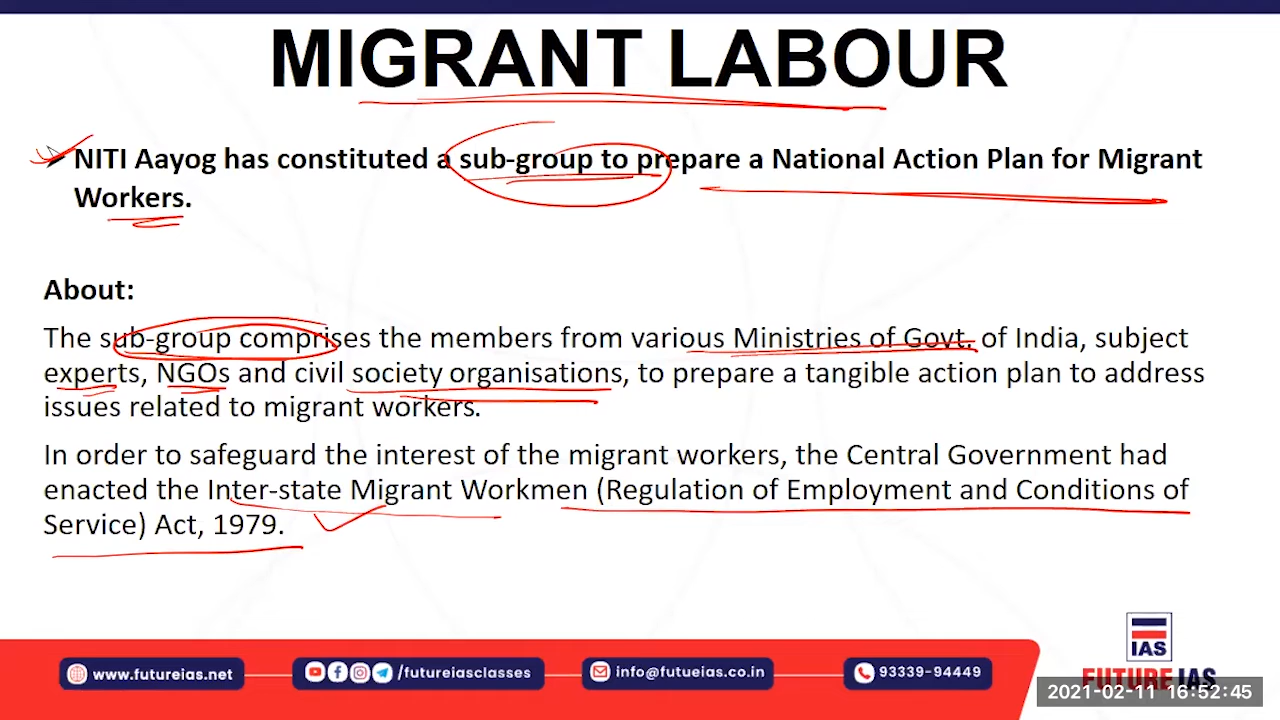 MIGRANT LABOUR
NITI Aayog has constituted a sub-group to prepare a National Action Plan for Migrant
Workers.
About:
The sub-group comprises the members from various Ministries of Govt. of India, subject
experts, NGOs and civil society organisations, to prepare a tangible action plan to address
issues related to migrant workers.
In order to safeguard the interest of the migrant workers, the Central Government had
enacted the Inter-state Migrant Workmen (Regulation of Employment and Conditions of
Service) Act, 1979.
IAS
www.futureias.net
/futureiasclasses
info@futueias.co.in
93339-94449
FUTURE IAS
2021-02-11 16:52:45